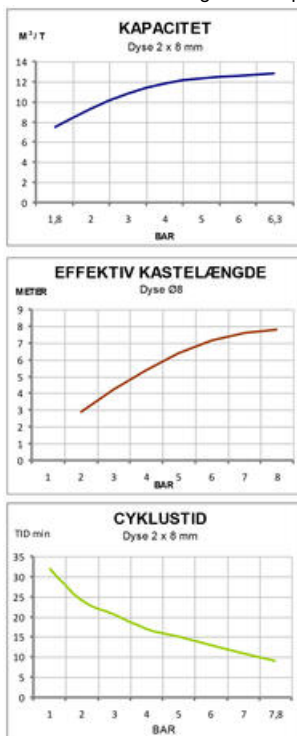 KAPACITET
M³/ T
Dyse 2 x 8 mm
14
12
10
8
6
4
2
0
1,8 2 3 4 5 6 6,3
BAR
EFFEKTIV KASTELÆNGDE
METER
Dyse Ø8
9
8
7
6
5
4
3
2
1
0
1 2 3 4 5 6 7 8
BAR
CYKLUSTID
TID min
Dyse 2 x 8 mm
35
30
25
20
15
10
5
0
1 2 3 4 5 6 7 7,8
BAR